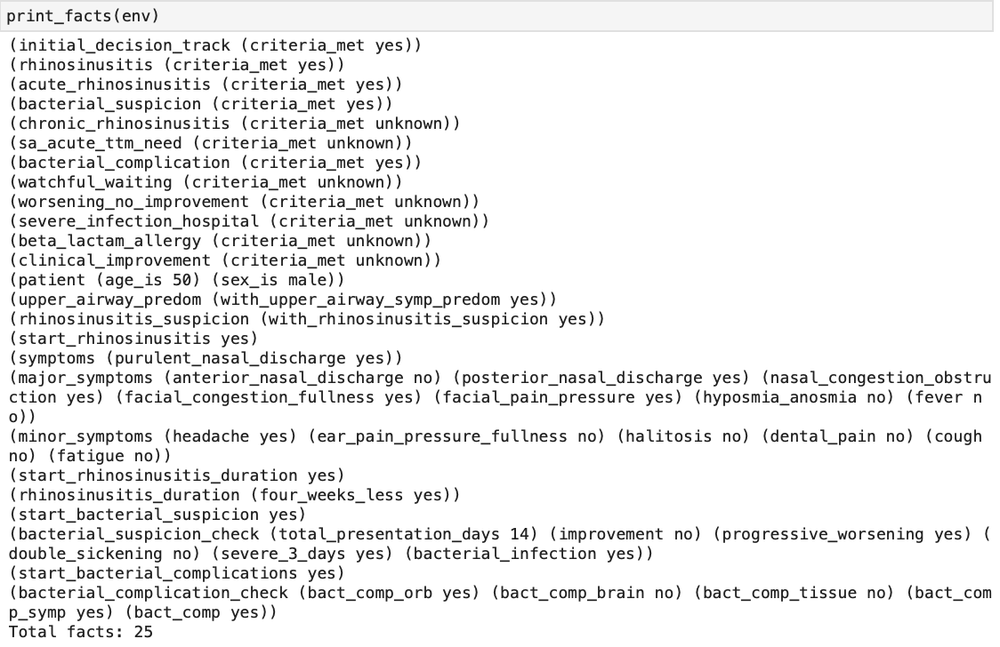 print_facts(env)
(initial_decision_track (criteria_met yes))
(rhinosinusitis (criteria_met yes))
(acute_rhinosinusitis (criteria_met yes))
(bacterial_suspicion (criteria_met yes))
(chronic_rhinosinusitis (criteria_met unknown))
(sa_acute_ttm_need (criteria_met unknown))
(bacterial_complication (criteria_met yes))
(watchful_waiting (criteria_met unknown))
(worsening_no_improvement (criteria_met unknown))
(severe_infection_hospital (criteria_met unknown))
(beta_lactam_allergy (criteria_met unknown))
(clinical_improvement (criteria_met unknown))
(patient (age_is 50) (sex_is male))
(upper_airway_predom (with_upper_airway_symp_predom yes))
(rhinosinusitis_suspicion (with_rhinosinusitis_suspicion yes))
(start_rhinosinusitis yes)
(symptoms (purulent_nasal_discharge yes))
(major_symptoms (anterior_nasal_discharge no) (posterior_nasal_discharge yes) (nasal_congestion_obstru
ction yes) (facial_congestion_fullness yes) (facial_pain_pressure yes) (hyposmia_anosmia no) (fever n
o))
(minor_symptoms (headache yes) (ear_pain_pressure_fullness no) (halitosis no) (dental_pain no) (cough
no) (fatigue no))
(start_rhinosinusitis_duration yes)
(rhinosinusitis_duration (four_weeks_less yes))
(start_bacterial_suspicion yes)
(bacterial_suspicion_check (total_presentation_days 14) (improvement no) (progressive_worsening yes) (
double_sickening no) (severe_3_days yes) (bacterial_infection yes))
(start_bacterial_complications yes)
(bacterial_complication_check (bact_comp_orb yes) (bact_comp_brain no) (bact_comp_tissue no) (bact_com
p_symp yes) (bact_comp yes))
Total facts: 25